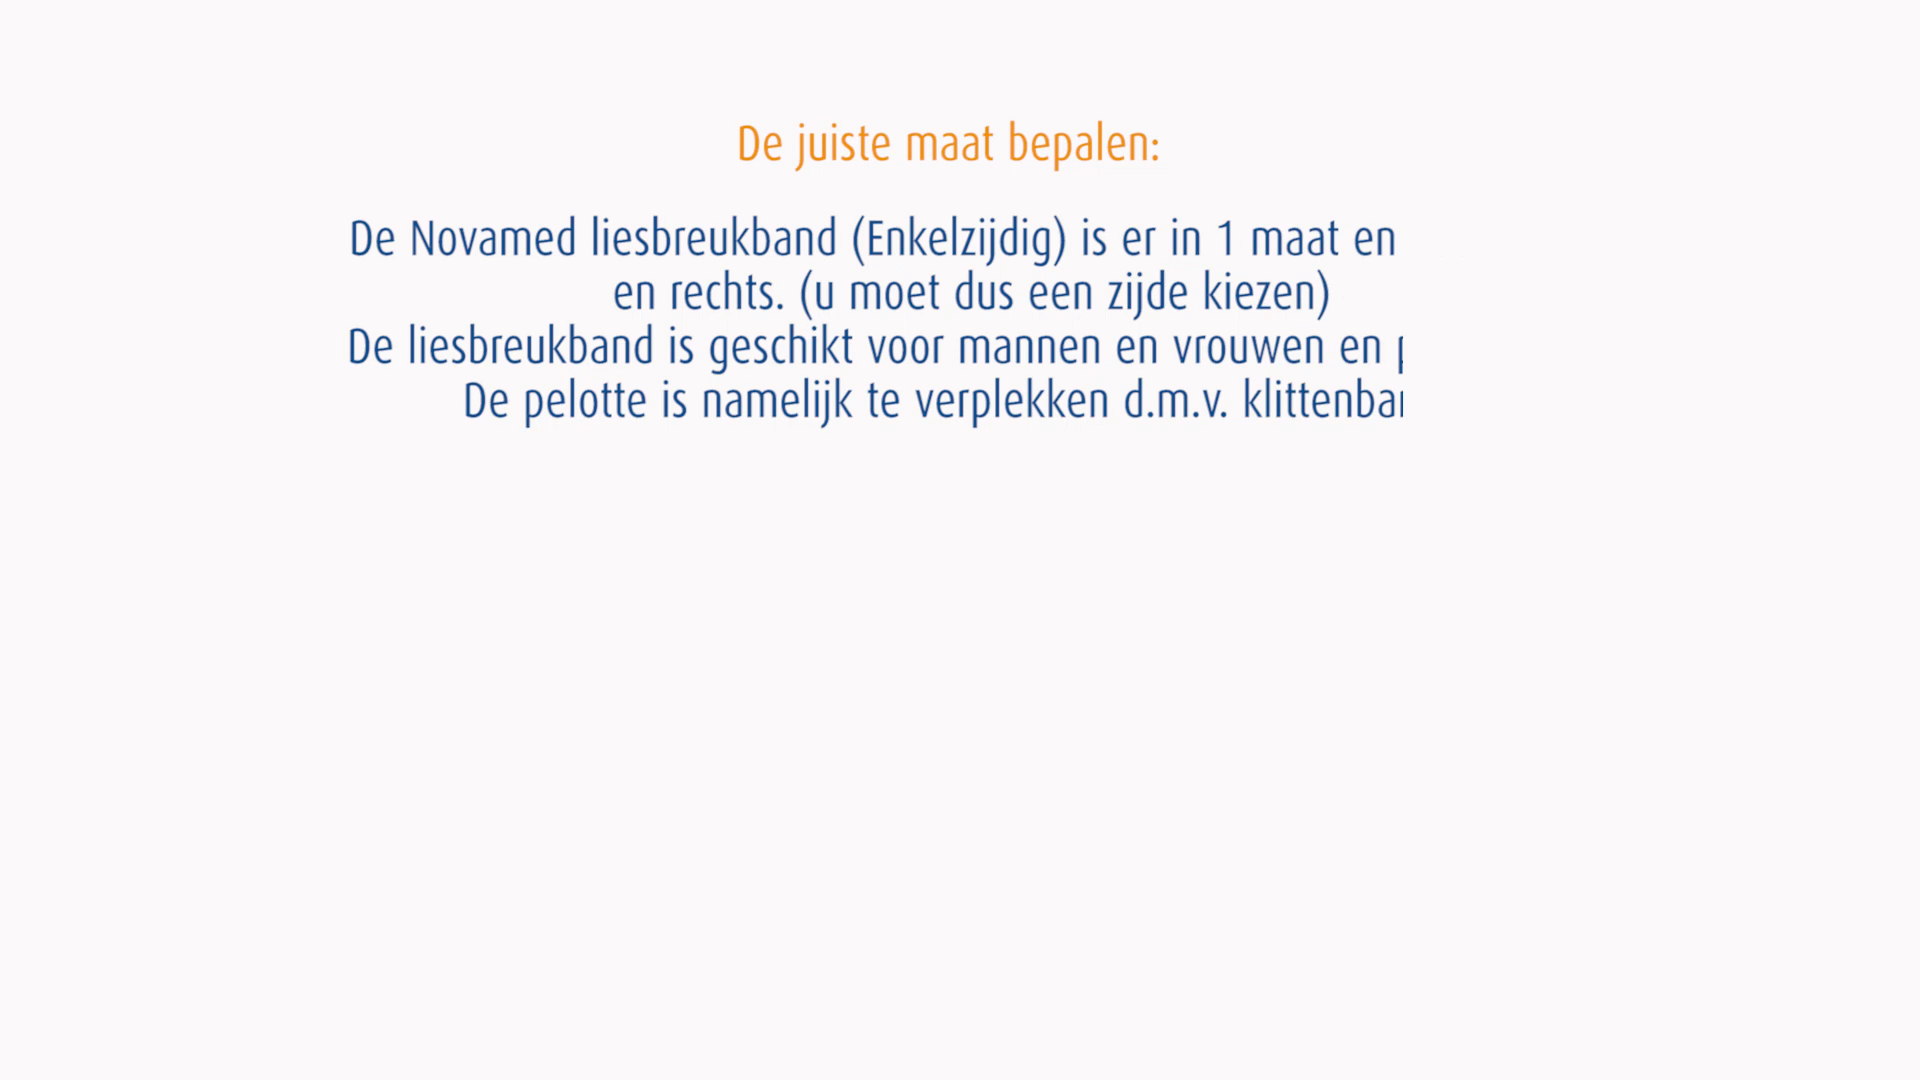 De juiste maat bepalen:
De Novamed liesbreukband (Enkelzijdig) is er in 1 maat en
en rechts. (u moet dus een zijde kiezen)
De liesbreukband is geschikt voor mannen en vrouwen en
De pelotte is namelijk te verplekken d.m.v.